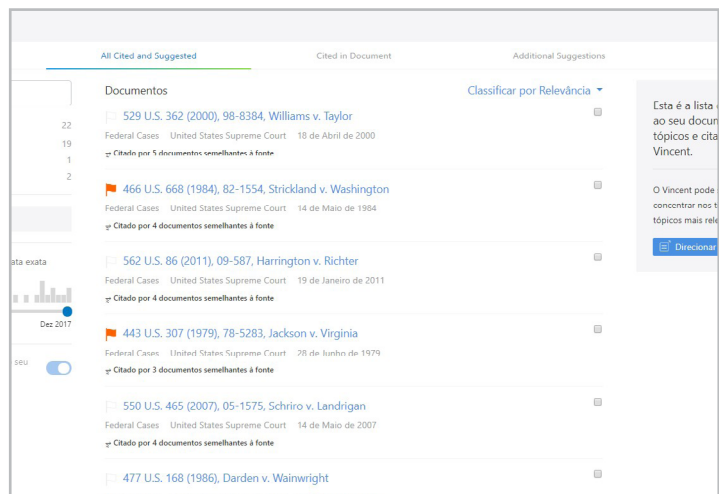 All Cited and Suggested
Cited in Document
Additional Suggestions
22
19
1
2
ata exata
Dez 2017
seu
Documentos
Classificar por Relevância
529 U.S. 362 (2000), 98-8384, Williams v. Taylor
Federal Cases United States Supreme Court 18 de Abril de 2000
Citado por 5 documentos semelhantes à fonte
466 U.S. 668 (1984), 82-1554, Strickland v. Washington
Federal Cases United States Supreme Court 14 de Maio de 1984
Citado por 4 documentos semelhantes à fonte
562 U.S. 86 (2011), 09-587, Harrington v. Richter
Federal Cases United States Supreme Court 19 de Janeiro de 2011
Citado por 4 documentos semelhantes à fonte
443 U.S. 307 (1979), 78-5283, Jackson v. Virginia
Federal Cases United States Supreme Court 28 de Junho de 1979
Citado por 3 documentos semelhantes à fonte
550 U.S. 465 (2007), 05-1575, Schriro v. Landrigan
Federal Cases United States Supreme Court 14 de Maio de 2007
Citado por 4 documentos semelhantes à fonte
477 U.S. 168 (1986), Darden v. Wainwright
Esta é a lista
ao seu docum
tópicos e cita
Vincent.
O Vincent pode
concentrar nos t
tópicos mais rele
Direcionar